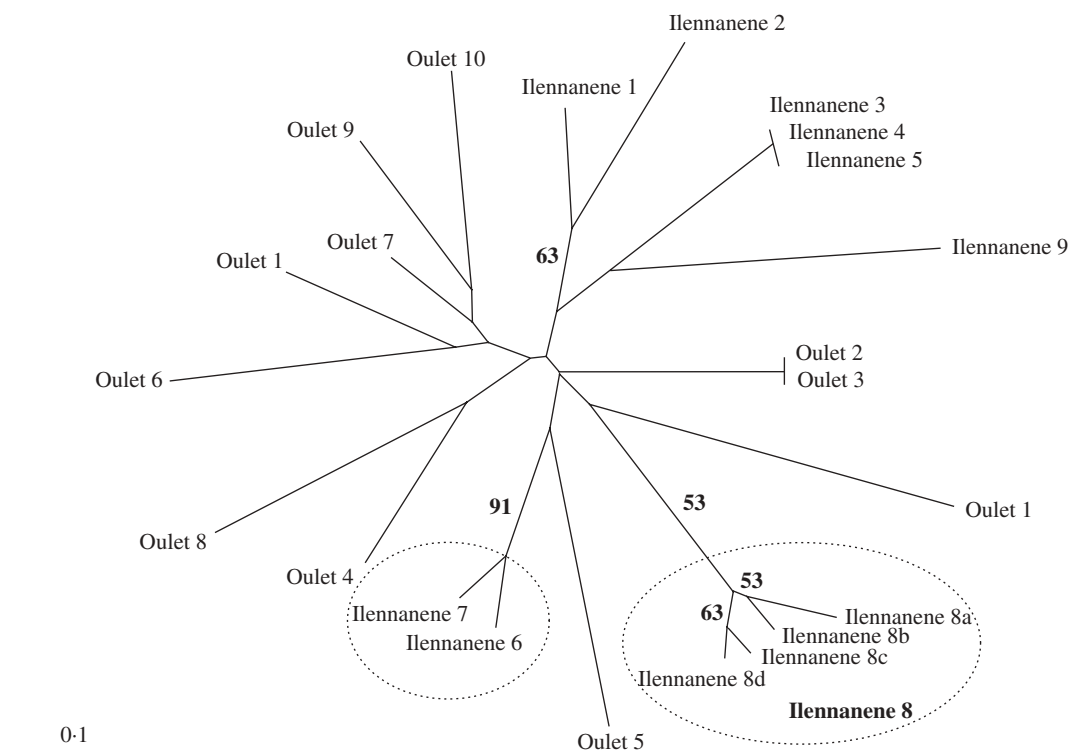 Ilennanene 2
Oulet 10
Ilennanene 1
Ilennanene 3
Oulet 9
Ilennanene 4
Ilennanene 5
Oulet 7
Ilennanene 9
63
Oulet 1
Oulet 2
Oulet 6
Oulet 3
91
53
Oulet 1
Oulet 8
Oulet 4
53
Ilennanene 7
63
Ilennanene 8a
Ilennanene 6
Ilennanene 8b
Ilennanene 8c
Ilennanene 8d
Ilennanene 8
0·1
Oulet 5